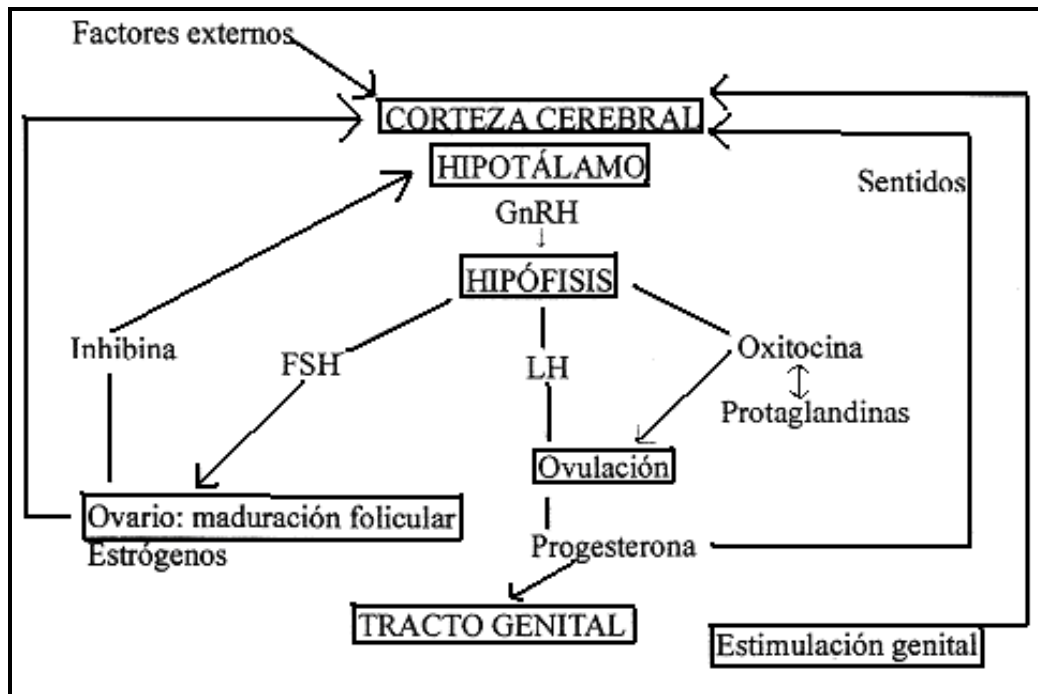 Factores externos
CORTEZA CEREBRAL
HIPOTÁLAMO
Sentidos
GnRH
HIPÓFISIS
Inhibina
FSH
LH
Oxitocina
Protaglandinas
Ovulación
Ovario: maduración folicular
Estrógenos
Progesterona
TRACTO GENITAL
Estimulación genital